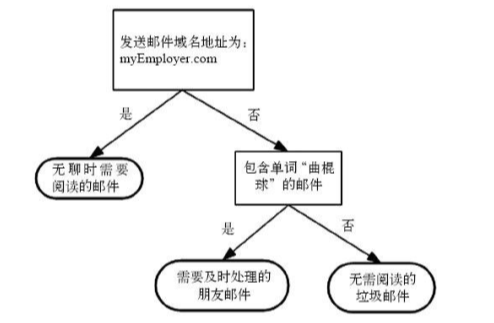 发送邮件域名地址为：
myEmployer.com
是
否
无聊时需要
阅读的邮件
包含单词“曲棍
球”的邮件
是
否
需要及时处理的
朋友邮件
无需阅读的
垃圾邮件